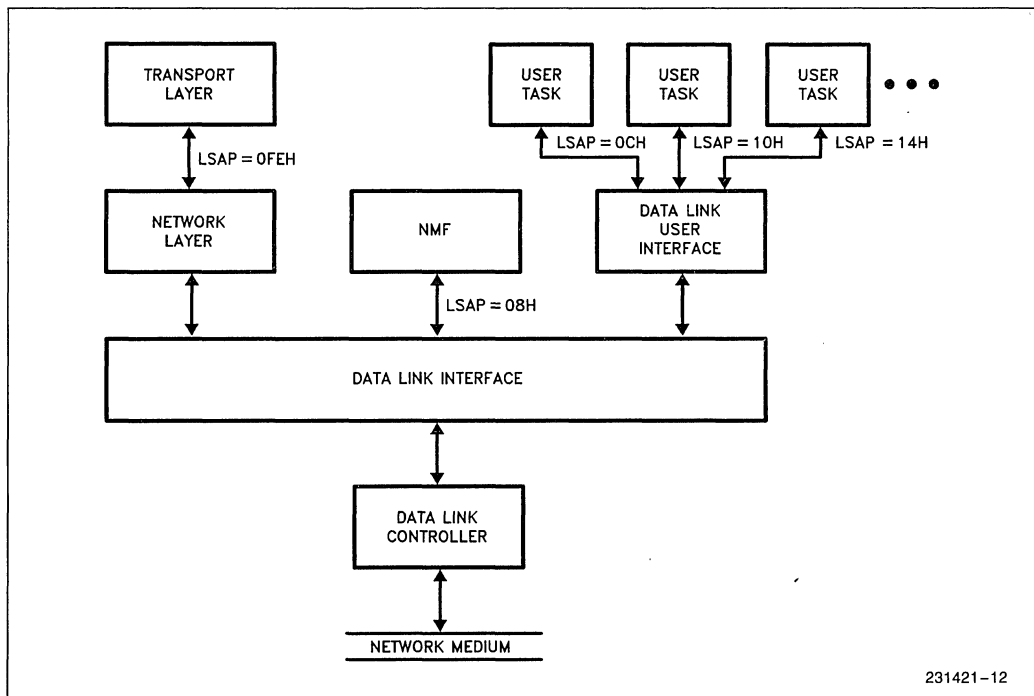 TRANSPORT
LAYER
USER
TASK
USER
TASK
USER
TASK
LSAP = 0FEH
LSAP = 0CH
LSAP = 10H
LSAP = 14H
NETWORK
LAYER
NMF
DATA LINK
USER
INTERFACE
LSAP = 08H
DATA LINK INTERFACE
DATA LINK
CONTROLLER
NETWORK MEDIUM
231421–12